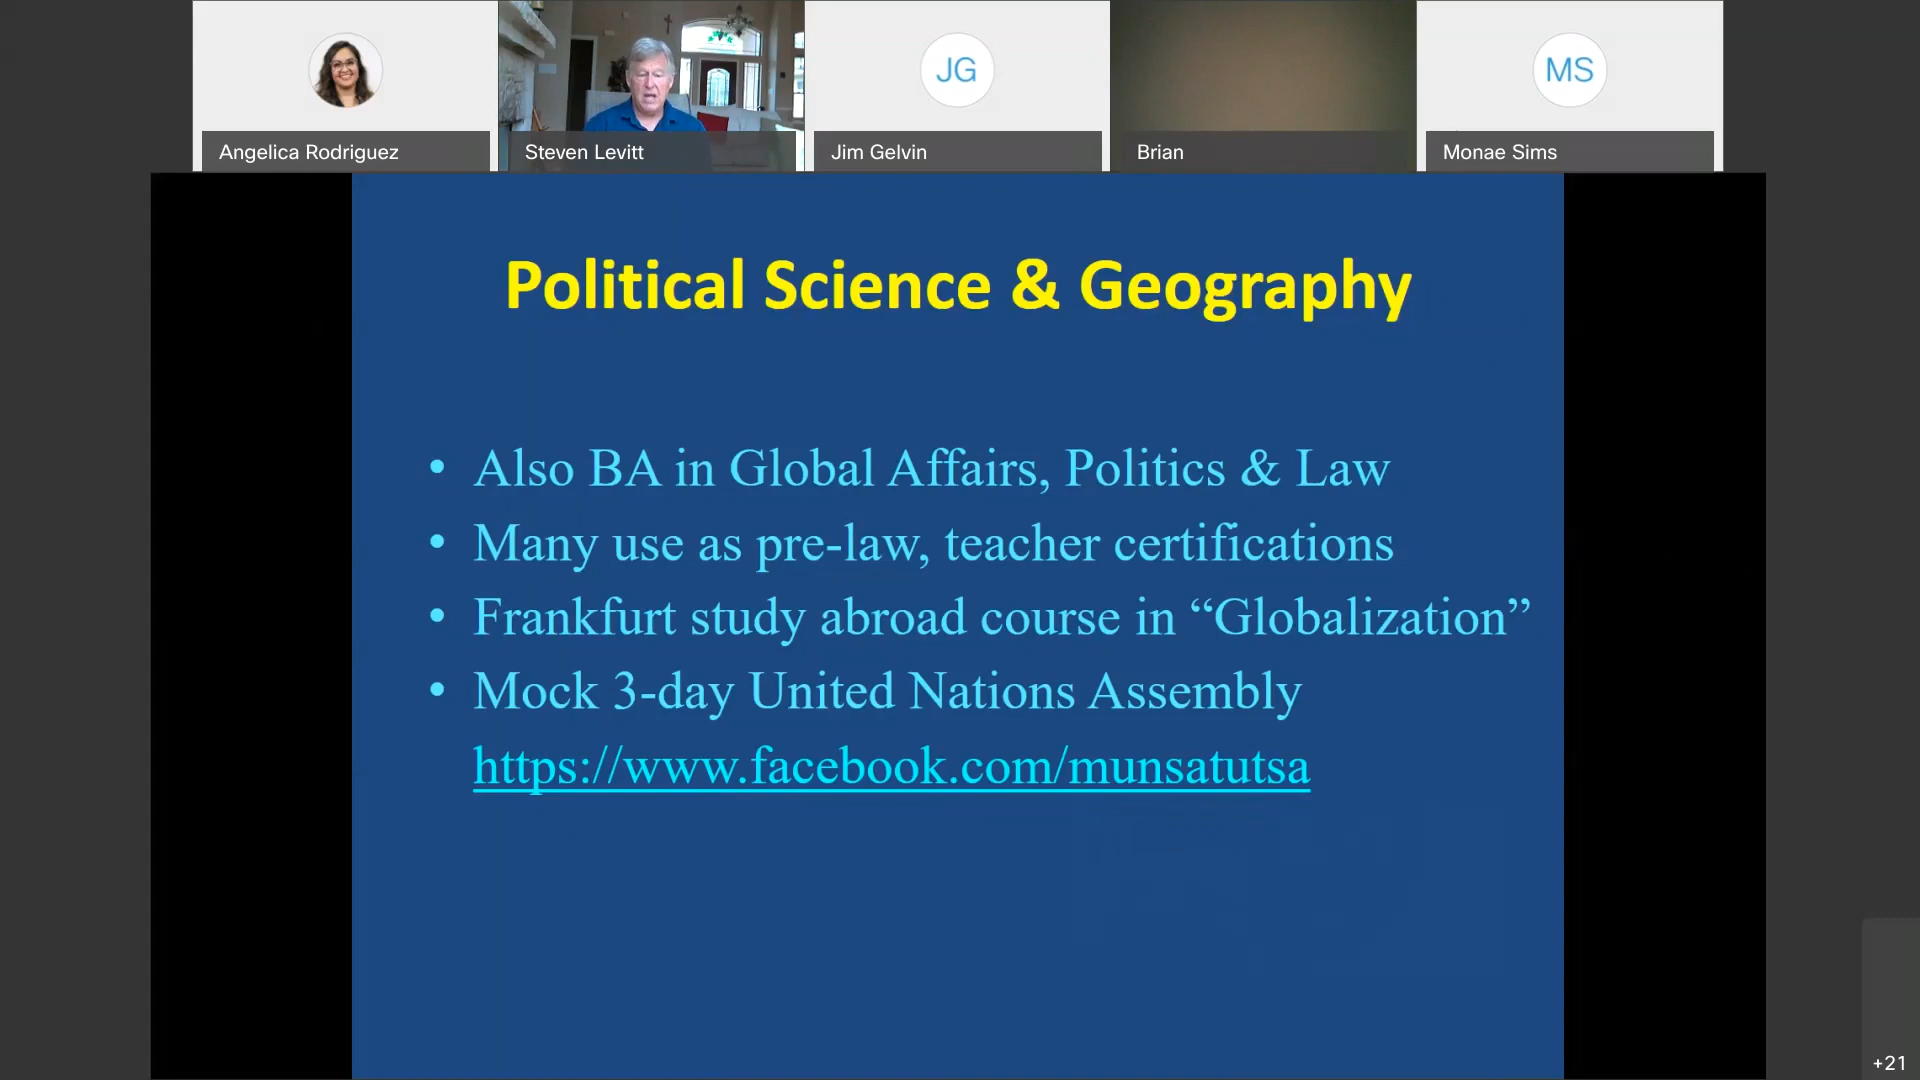 JG
MS
Angelica Rodriguez
Steven Levitt
Jim Gelvin
Brian
Monae Sims
Political Science & Geography
• Also BA in Global Affairs, Politics & Law
• Many use as pre-law, teacher certifications
• Frankfurt study abroad course in “Globalization”
• Mock 3-day United Nations Assembly
https://www.facebook.com/munsatutsa
+21